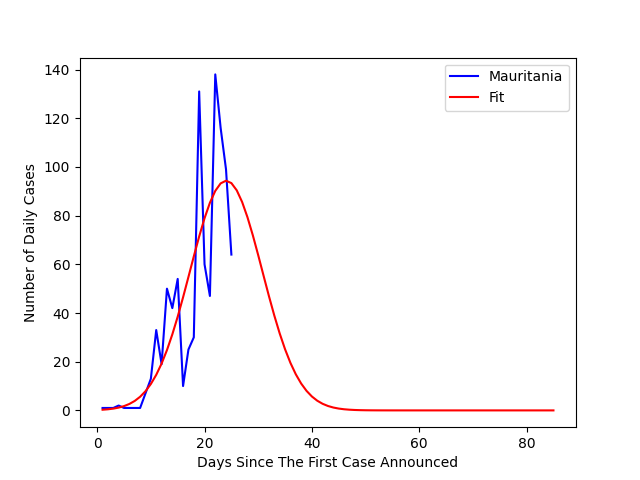 Mauritania
Fit
140
120
100
80
60
40
20
0
Number of Daily Cases
0 20 40 60 80
Days Since The First Case Announced